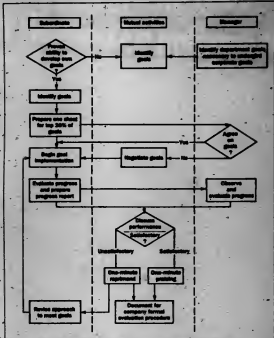 Subordinate
Mutual activities
Manager
Proven
ability to
develop own
goals
?
No
Identify
goals
Identify department goals,
necessary to
corporate goals
Yes
Identify goals
Prepare one sheet
for top 20% of
goals
Agree
on
goals
?
Yes
No
Begin goal
implementation
Negotiate goals
Evaluate progress
and prepare
progress report
Observe
and
evaluate progress
Discuss
performance
?
Unsatisfactory
Satisfactory
One-minute
reprimand
One-minute
praising
Revise approach
to meet goals
Document for
company formal
evaluation procedure